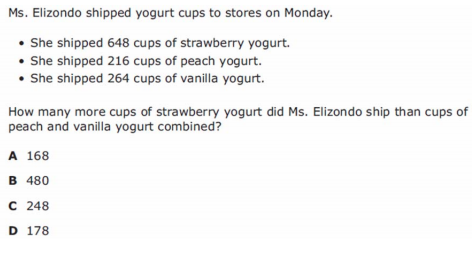 Ms. Elizondo shipped yogurt cups to stores on Monday.
• She shipped 648 cups of strawberry yogurt.
• She shipped 216 cups of peach yogurt.
• She shipped 264 cups of vanilla yogurt.
How many more cups of strawberry yogurt did Ms. Elizondo ship than cups of
peach and vanilla yogurt combined?
A 168
B 480
C 248
D 178